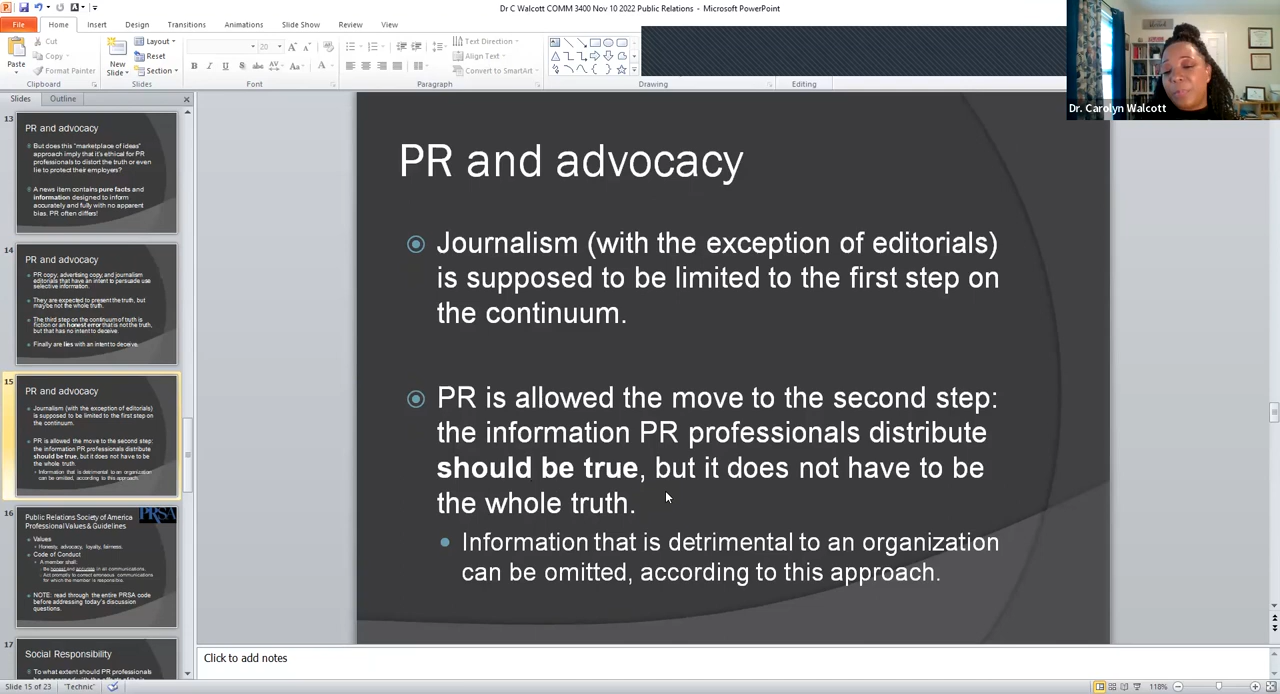 Dr C Walcott COMM 3400 Nov 10 2022 Public Relations - Microsoft PowerPoint
File Home Insert Design Transitions Animations Slide Show Review View
Paste
Cut
Copy
Format Painter
Clipboard
New
Slide
Layout
Reset
Section
Slides
20
B I U S abc AV Aa A
Font
Text Direction
Align Text
Convert to SmartArt
Paragraph
Drawing
Editing
Dr. Carolyn Walcott
Slides Outline
13
PR and advocacy
But does this "marketplace of ideas"
approach imply that it's ethical for PR
professionals to distort the truth or even
lie to protect their employers?
A news item contains pure facts and
information designed to inform
accurately and fully with no apparent
bias. PR often differs!
14
PR and advocacy
PR copy, advertising copy, and journalism
editorials that have an intent to persuade use
selective information.
They are expected to present the truth, but
maybe not the whole truth.
The third step on the continuum of truth is
fiction or an honest error that is not the truth,
but that has no intent to deceive.
Finally are lies with an intent to deceive.
15
PR and advocacy
Journalism (with the exception of editorials)
is supposed to be limited to the first step on
the continuum.
PR is allowed the move to the second step:
the information PR professionals distribute
should be true, but it does not have to be
the whole truth.
Information that is detrimental to an organization
can be omitted, according to this approach.
16
Public Relations Society of America
Professional Values & Guidelines
PRSA
Values
Honesty, advocacy, loyalty, fairness.
Code of Conduct
A member shall:
Be honest and accurate in all communications.
Act promptly to correct erroneous communications
for which the member is responsible.
NOTE: read through the entire PRSA code
before addressing today's discussion
questions.
17
Social Responsibility
To what extent should PR professionals
PR and advocacy
Journalism (with the exception of editorials)
is supposed to be limited to the first step on
the continuum.
PR is allowed the move to the second step:
the information PR professionals distribute
should be true, but it does not have to be
the whole truth.
Information that is detrimental to an organization
can be omitted, according to this approach.
Click to add notes
Slide 15 of 23 "Technic" 118%